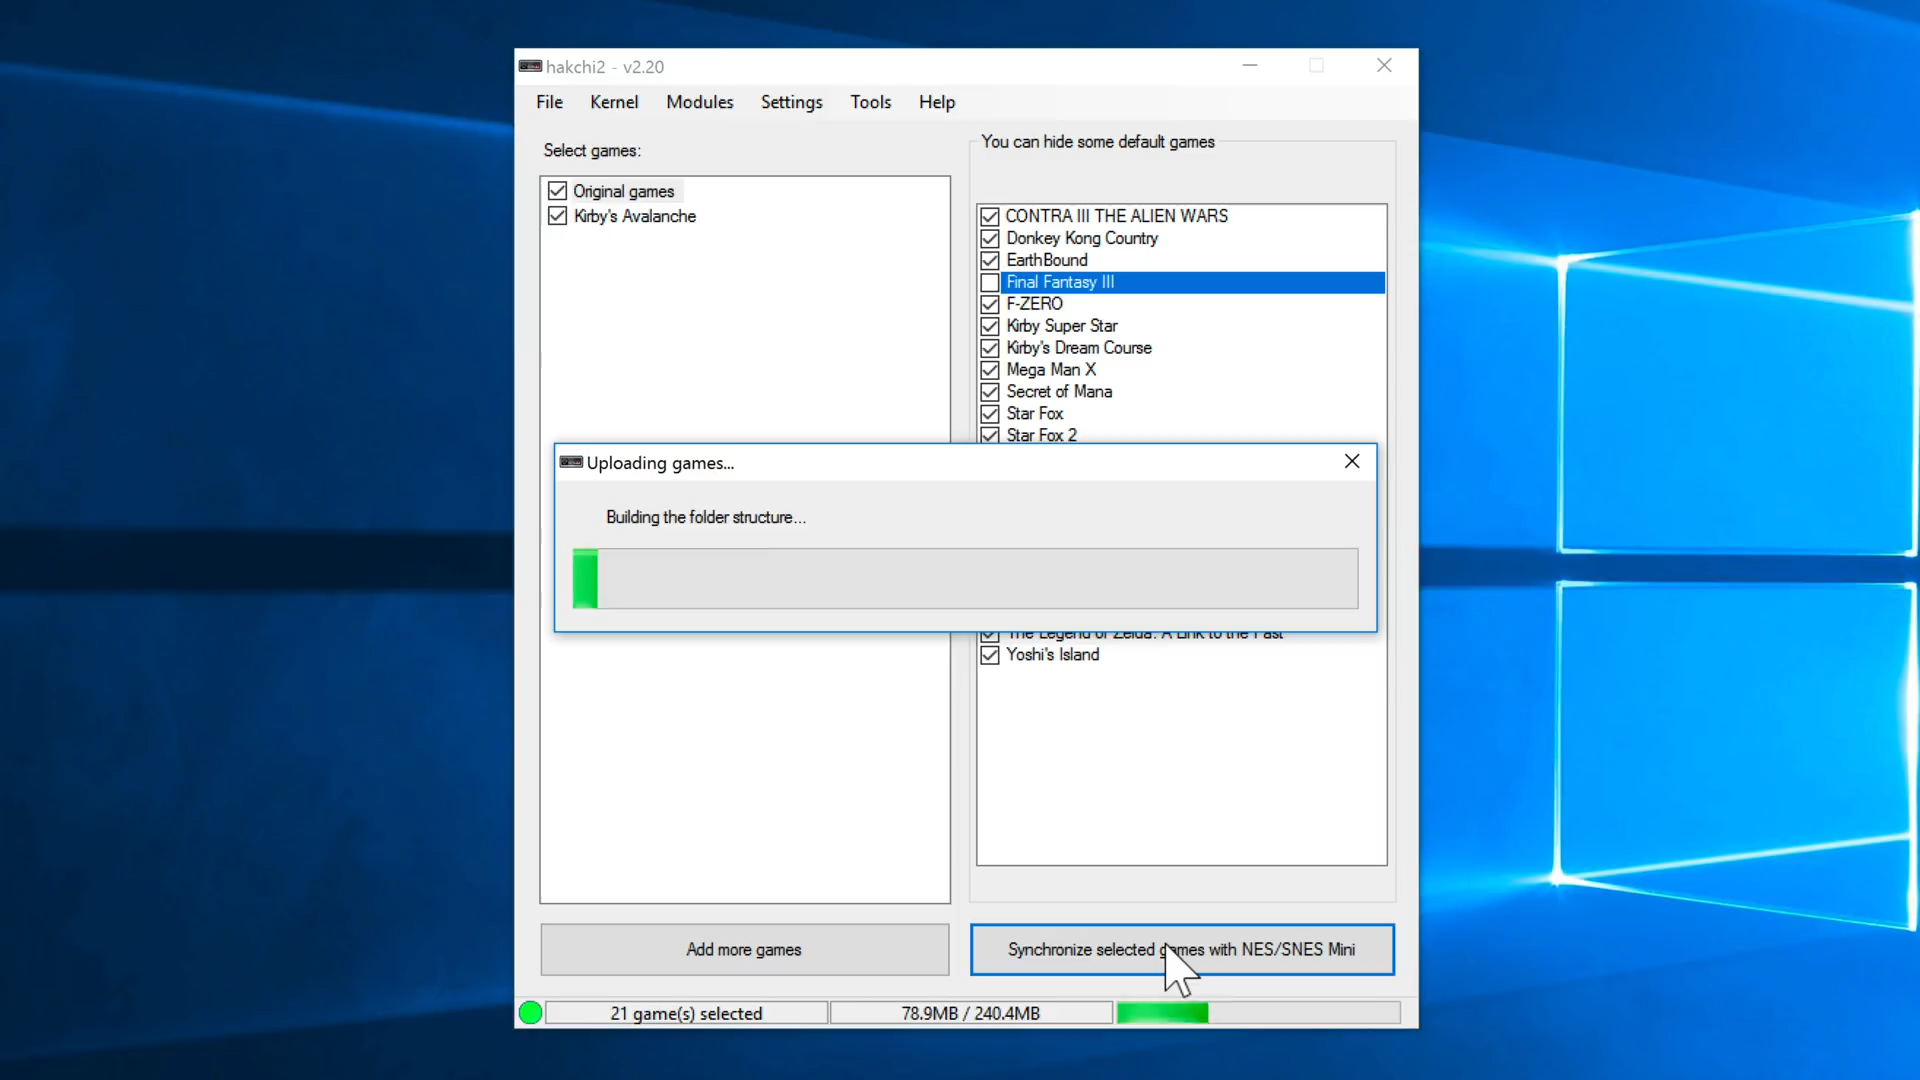 hakchi2 - v2.20
File Kernel Modules Settings Tools Help
Select games:
Original games
Kirby's Avalanche
You can hide some default games
CONTRA III THE ALIEN WARS
Donkey Kong Country
EarthBound
Final Fantasy III
F-ZERO
Kirby Super Star
Kirby's Dream Course
Mega Man X
Secret of Mana
Star Fox
Star Fox 2
Uploading games...
Building the folder structure...
The Legend of Zelda: A Link to the Past
Yoshi's Island
Add more games
Synchronize selected games with NES/SNES Mini
21 game(s) selected
78.9MB / 240.4MB